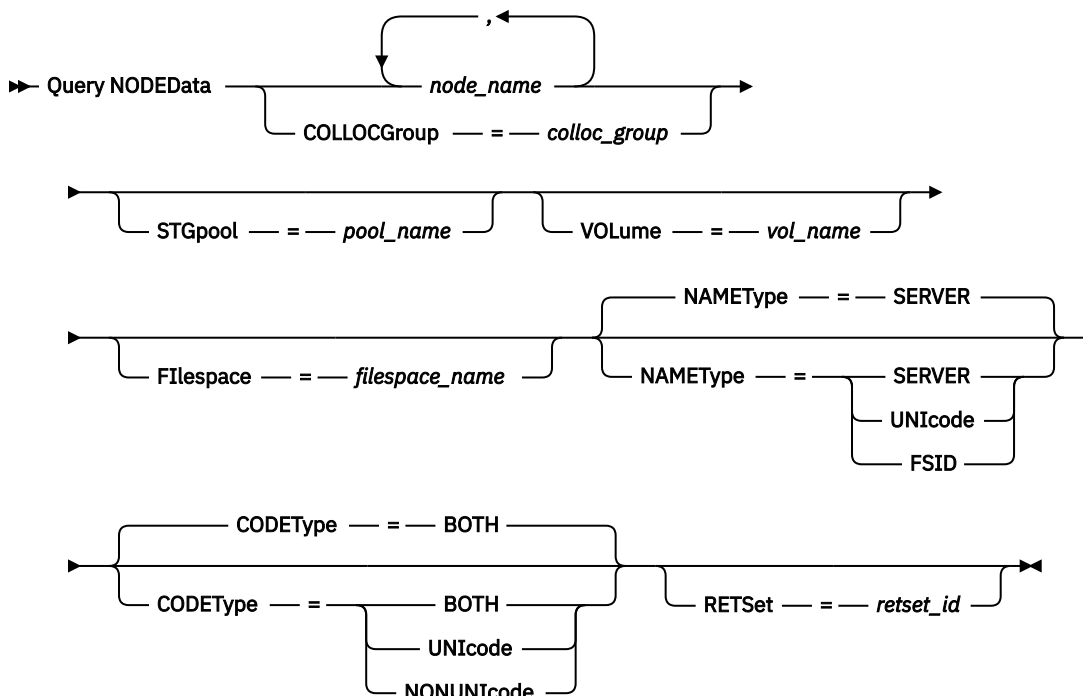 ,
Query NODEData node_name
COLLOCGroup = colloc_group
STGpool = pool_name VOLume = vol_name
NAMEType = SERVER
FIlespace = filespace_name NAMEType = SERVER
UNIcode
FSID
CODEType = BOTH
CODEType = BOTH RETSet = retset_id
UNIcode
NONUNIcode